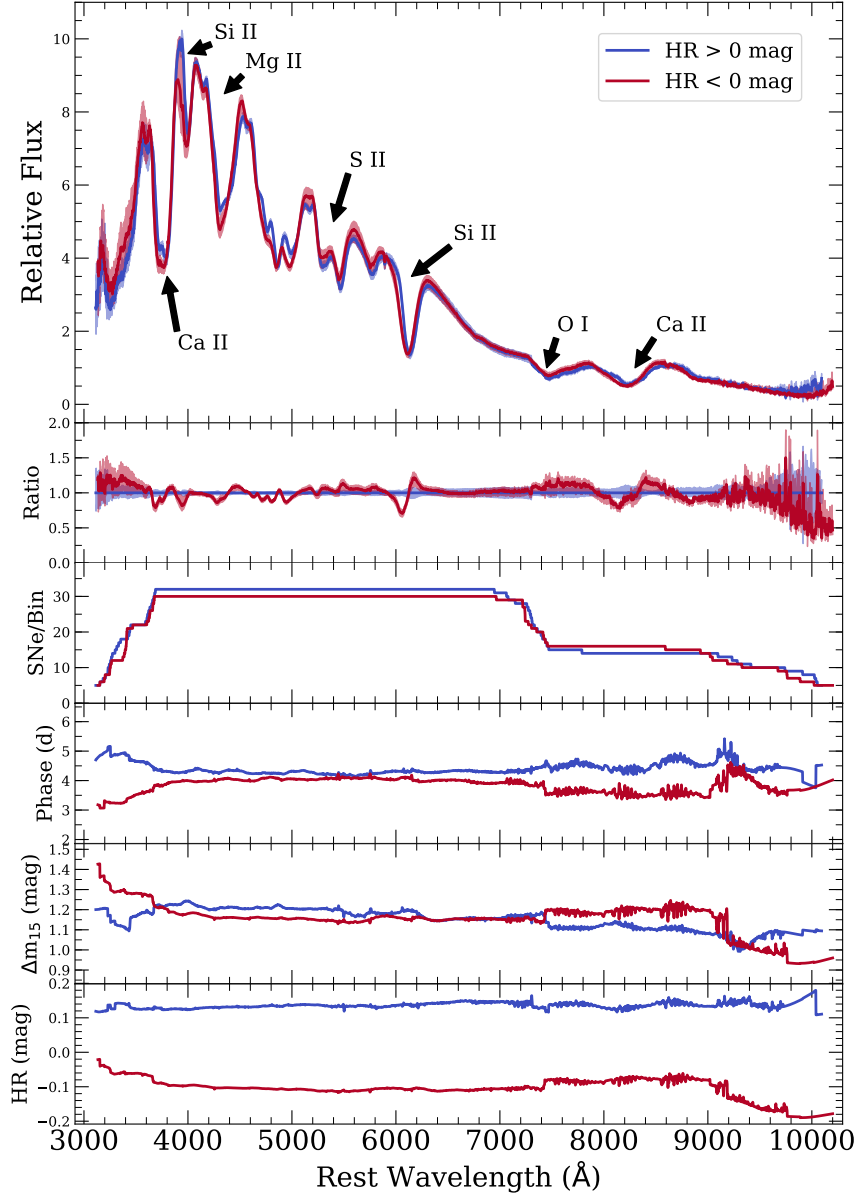 10
8
6
4
2
0
Relative Flux
Si II
Mg II
S II
Si II
Ca II
O I
Ca II
HR > 0 mag
HR < 0 mag
2.0
1.5
1.0
0.5
0.0
Ratio
30
20
10
0
SNe/Bin
6
5
4
3
2
Phase (d)
1.5
1.4
1.3
1.2
1.1
1.0
0.9
Δm15 (mag)
0.2
0.1
0.0
−0.1
−0.2
HR (mag)
3000 4000 5000 6000 7000 8000 9000 10000
Rest Wavelength (Å)